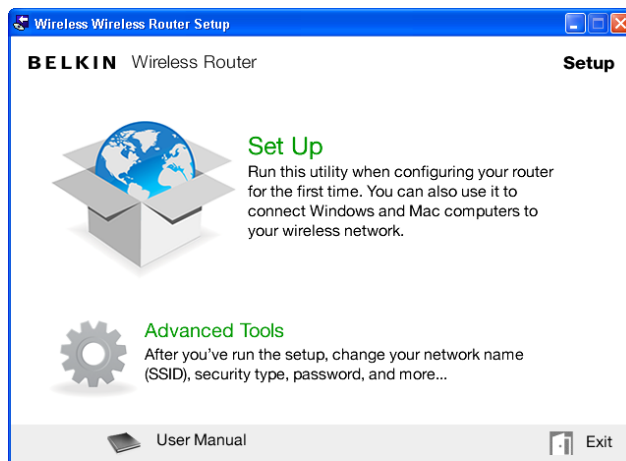 Wireless Wireless Router Setup
BELKIN Wireless Router Setup
Set Up
Run this utility when configuring your router
for the first time. You can also use it to
connect Windows and Mac computers to
your wireless network.
Advanced Tools
After you've run the setup, change your network name
(SSID), security type, password, and more...
User Manual Exit